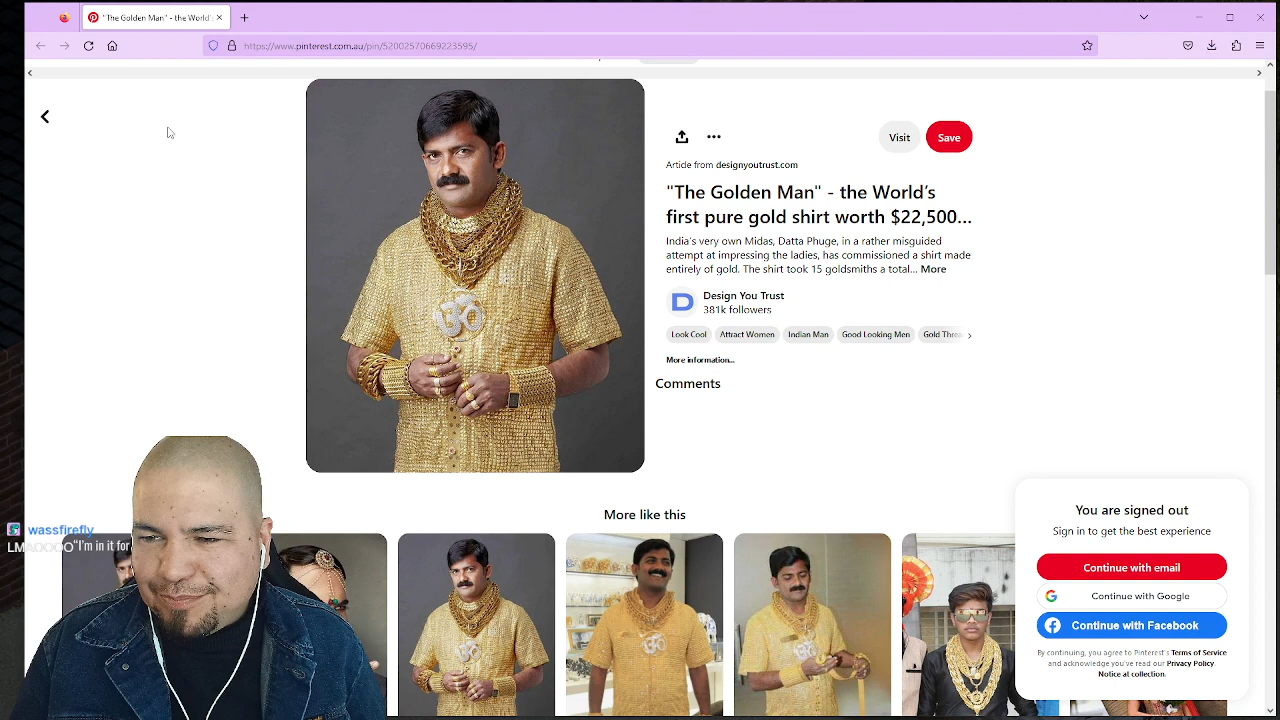 "The Golden Man" - the World's
https://www.pinterest.com.au/pin/52002570669223595/
Visit
Save
Article from designyoutrust.com
"The Golden Man" - the World’s
first pure gold shirt worth $22,500...
India's very own Midas, Datta Phuge, in a rather misguided
attempt at impressing the ladies, has commissioned a shirt made
entirely of gold. The shirt took 15 goldsmiths a total... More
D
Design You Trust
381k followers
Look Cool
Attract Women
Indian Man
Good Looking Men
Gold
More information...
Comments
ॐ
More like this
wassfirefly
LMAOOOO "I'm in it for
You are signed out
Sign in to get the best experience
Continue with email
Continue with Google
Continue with Facebook
By continuing, you agree to Pinterest's Terms of Service
and acknowledge you've read our Privacy Policy.
Notice at collection.